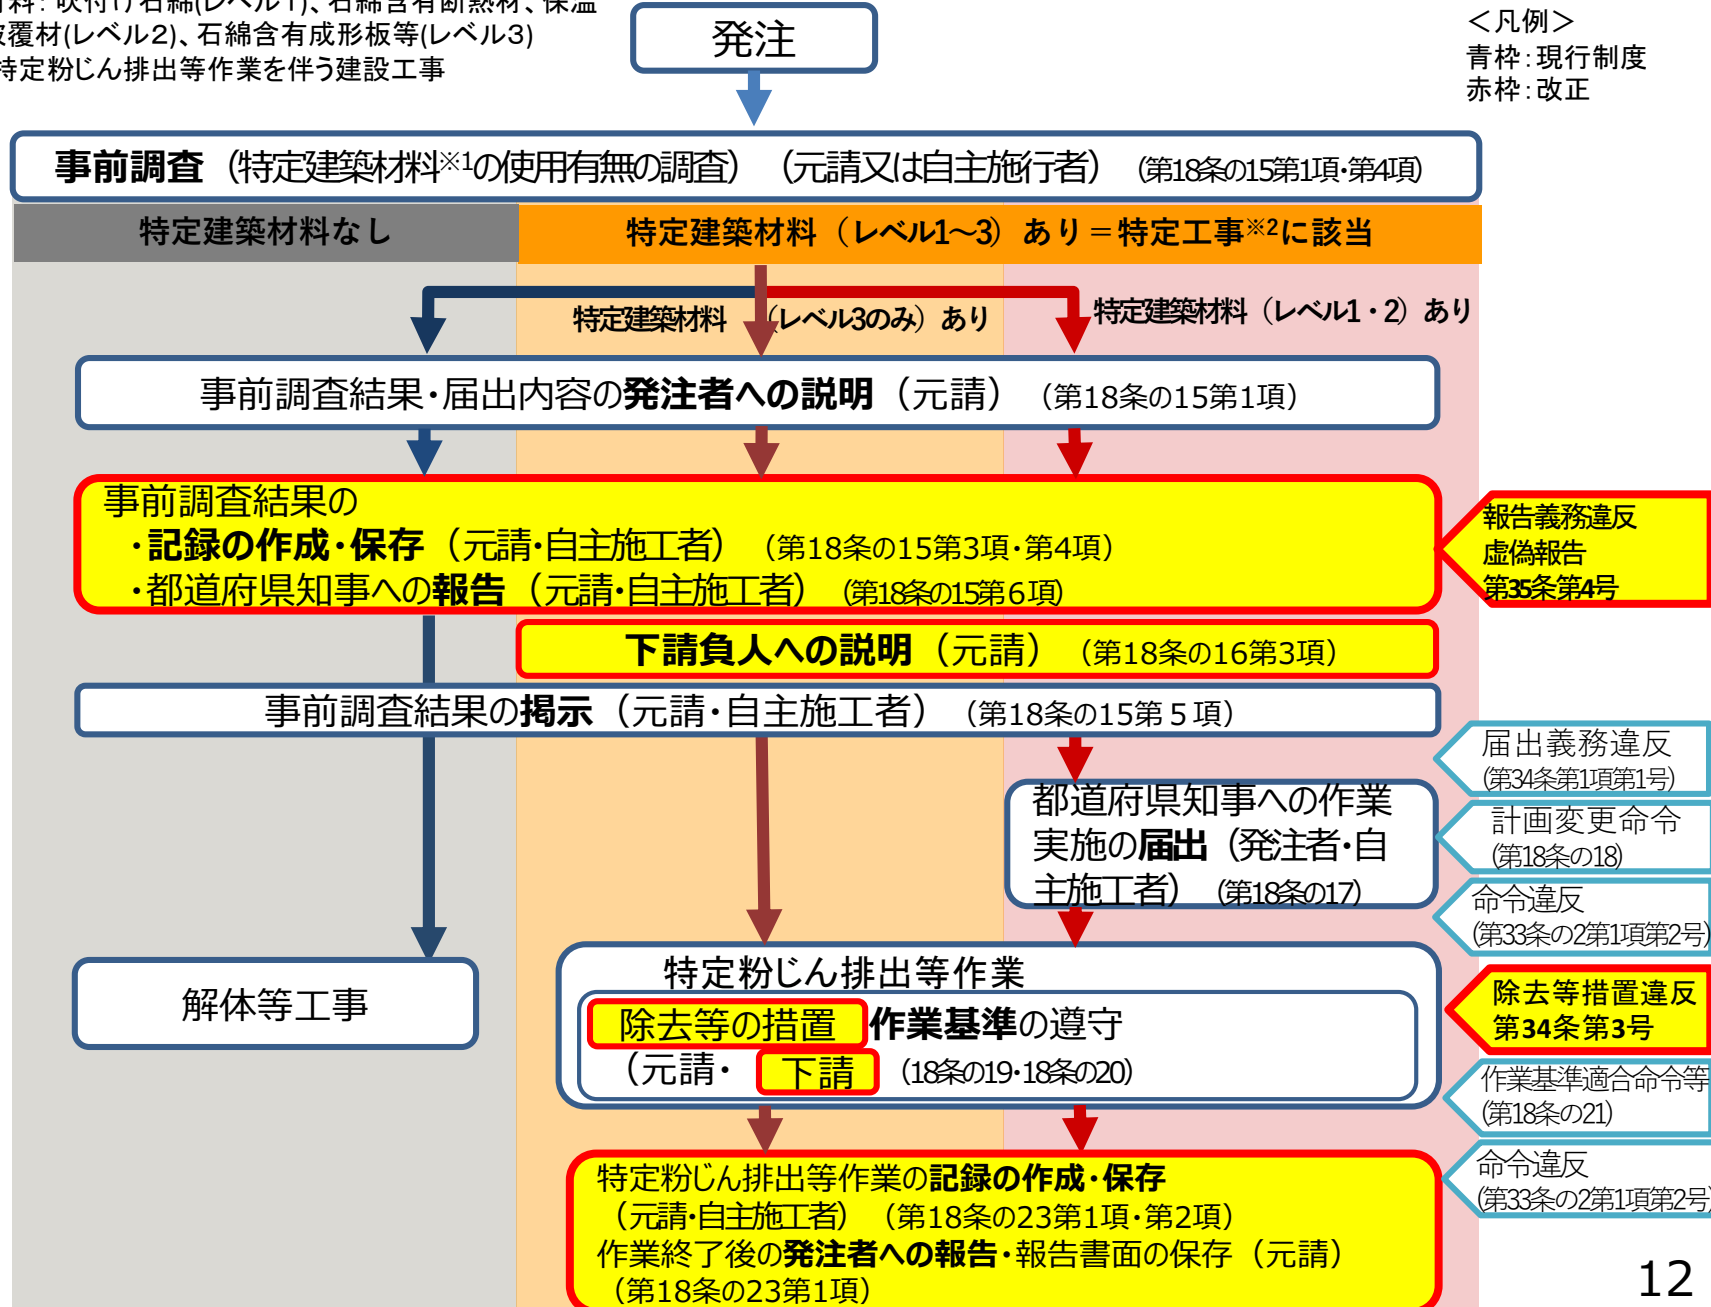 材料：吹付け石綿(レベル1)、石綿含有断熱材、保温
被覆材(レベル2)、石綿含有成形板等(レベル3)
特定粉じん排出等作業を伴う建設工事
発注
＜凡例＞
青枠：現行制度
赤枠：改正
事前調査（特定建築材料※1の使用有無の調査）（元請又は自主施行者）（第18条の15第1項・第4項）
特定建築材料なし
特定建築材料（レベル1～3）あり＝特定工事※2に該当
特定建築材料（レベル3のみ）あり
特定建築材料（レベル1・2）あり
事前調査結果・届出内容の発注者への説明（元請）（第18条の15第1項）
事前調査結果の
・記録の作成・保存（元請・自主施工者）（第18条の15第3項・第4項）
・都道府県知事への報告（元請・自主施工者）（第18条の15第６項）
報告義務違反
虚偽報告
第35条第4号
下請負人への説明（元請）（第18条の16第3項）
事前調査結果の掲示（元請・自主施工者）（第18条の15第５項）
届出義務違反
(第34条第1項第1号)
都道府県知事への作業
実施の届出（発注者・自
主施工者）（第18条の17）
計画変更命令
(第18条の18)
命令違反
(第33条の2第1項第2号)
解体等工事
特定粉じん排出等作業
除去等の措置 作業基準の遵守
（元請・ 下請 （18条の19・18条の20）
除去等措置違反
第34条第3号
作業基準適合命令等
(第18条の21)
命令違反
(第33条の2第1項第2号)
特定粉じん排出等作業の記録の作成・保存
（元請・自主施工者）（第18条の23第1項・第2項）
作業終了後の発注者への報告・報告書面の保存（元請）
（第18条の23第1項）
12